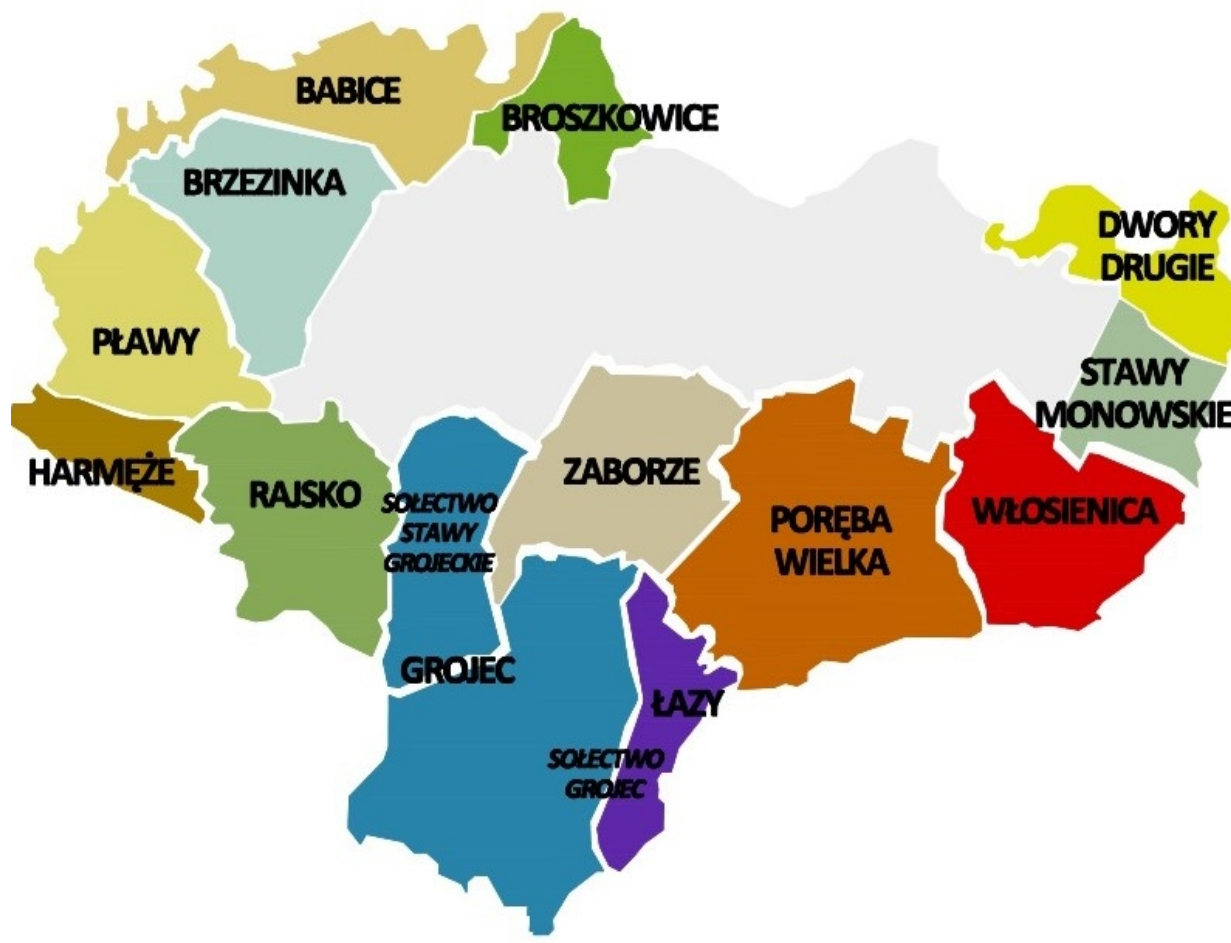 BABICE
BROSZKOWICE
BRZEZINKA
DWORY
DRUGIE
PŁAWY
STAWY
MONOWSKIE
HARMĘŻE
RAJSKO
SOŁECTWO
STAWY
GROJECKIE
ZABORZE
PORĘBA
WIELKA
WŁOSIENICA
GROJEC
ŁAZY
SOŁECTWO
GROJEC